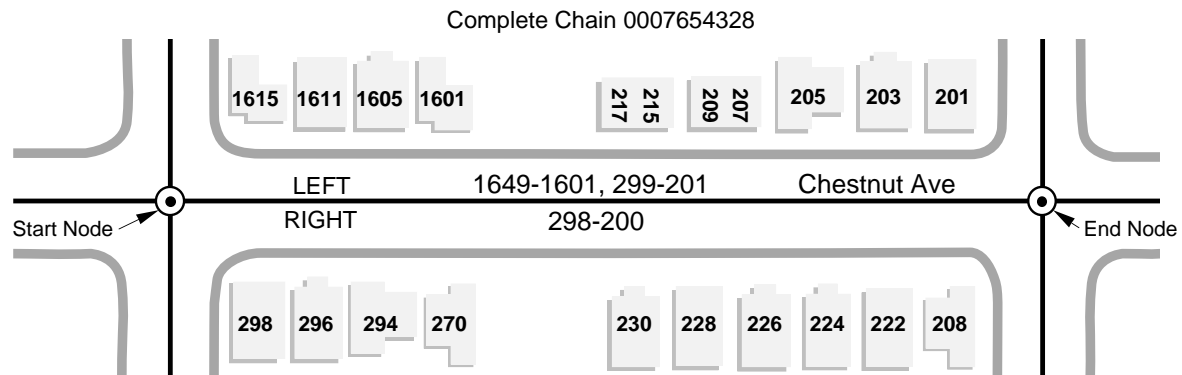 Complete Chain 0007654328
1615 1611 1605 1601 217 215 209 207 205 203 201
LEFT 1649-1601, 299-201 Chestnut Ave
RIGHT 298-200
Start Node End Node
298 296 294 270 230 228 226 224 222 208